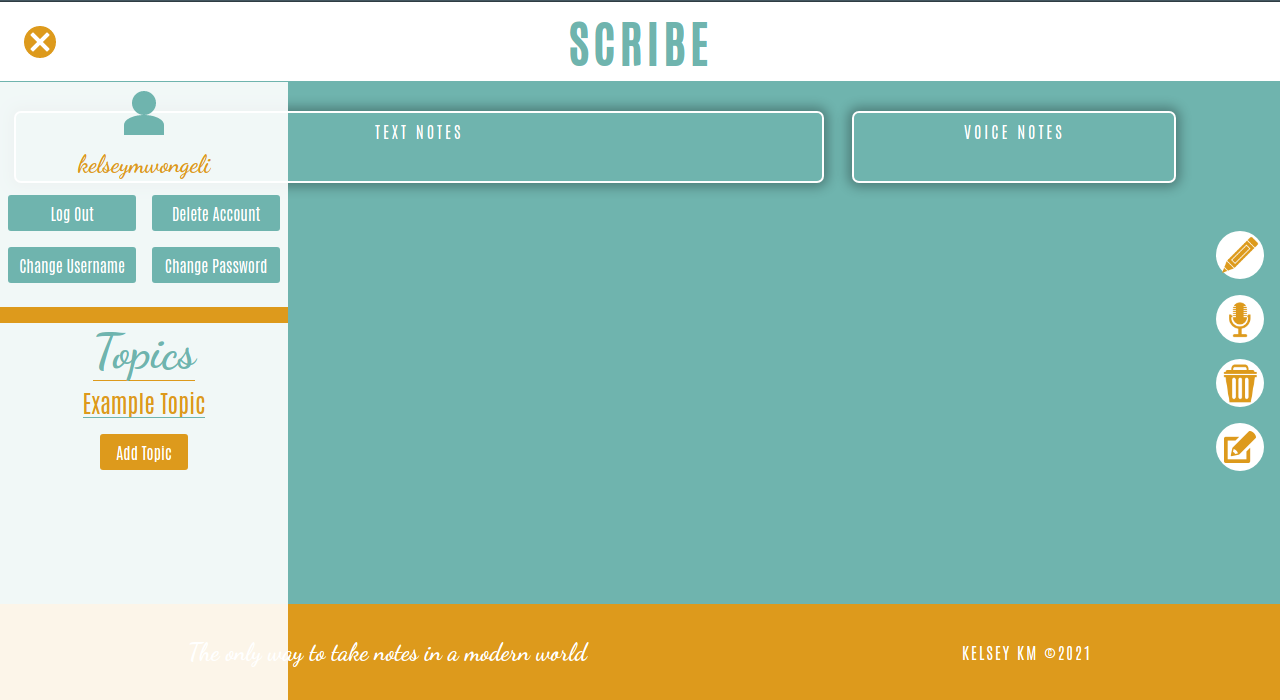 SCRIBE
TEXT NOTES
VOICE NOTES
kelseymwongeli
Log Out
Delete Account
Change Username
Change Password
Topics
Example Topic
Add Topic
The only way to take notes in a modern world
KELSEY KM ©2021